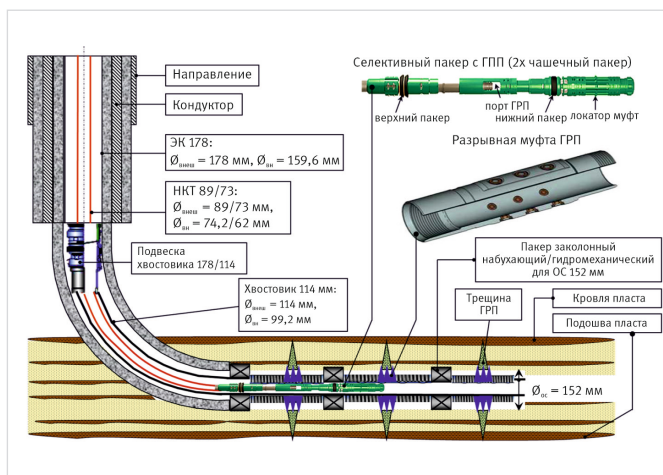 Селективный пакер с ГПП (2х чашечный пакер)
верхний пакер
порт ГРП
нижний пакер
локатор муфт
Разрывная муфта ГРП
Направление
Кондуктор
ЭК 178:
Øвнеш = 178 мм, Øвн = 159,6 мм
НКТ 89/73:
Øвнеш = 89/73 мм,
Øвн = 74,2/62 мм
Подвеска
хвостовика 178/114
Хвостовик 114 мм:
Øвнеш = 114 мм,
Øвн = 99,2 мм
Пакер заколонный
набухающий/гидромеханический
для ОС 152 мм
Трещина
ГРП
Кровля пласта
Подошва пласта
Øос = 152 мм